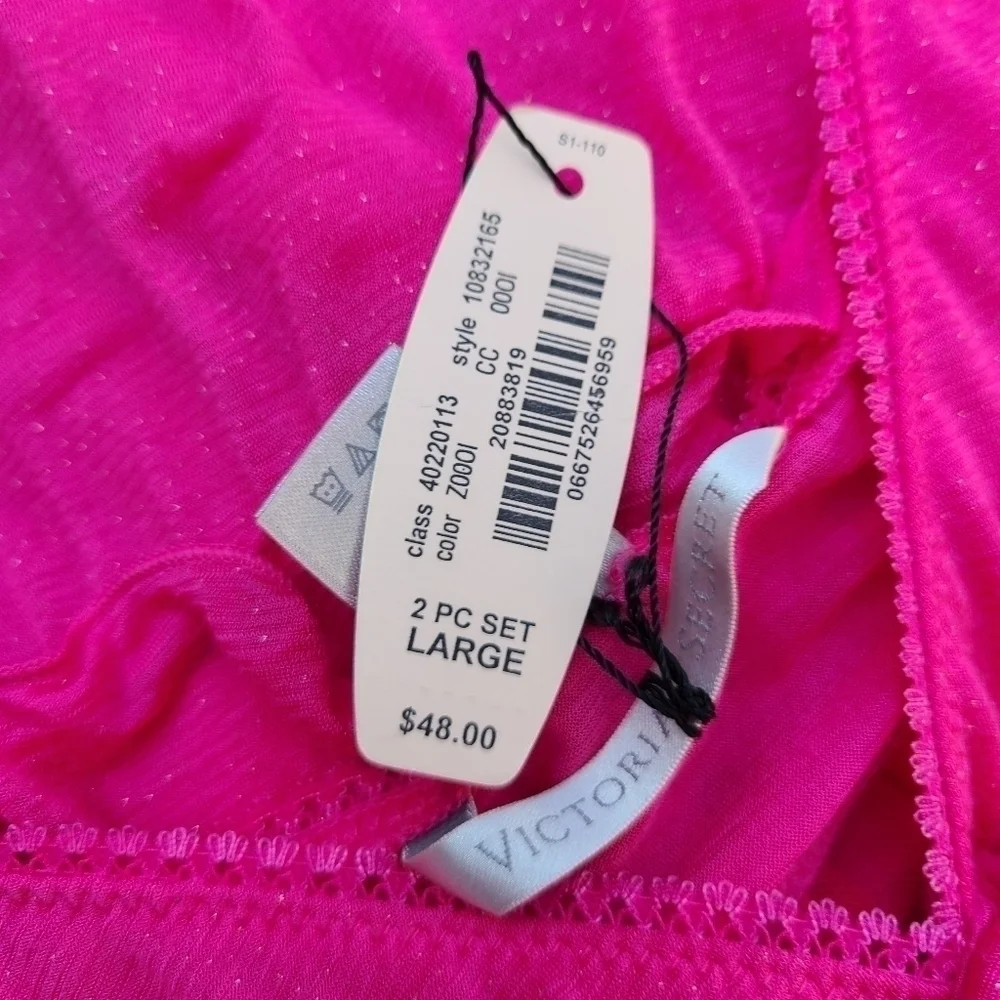 S1-110
class 40220113 style 10832165
color Z000I CC 000I
20883819
0667526456959
2 PC SET
LARGE
$48.00
VICTORIA SECRET